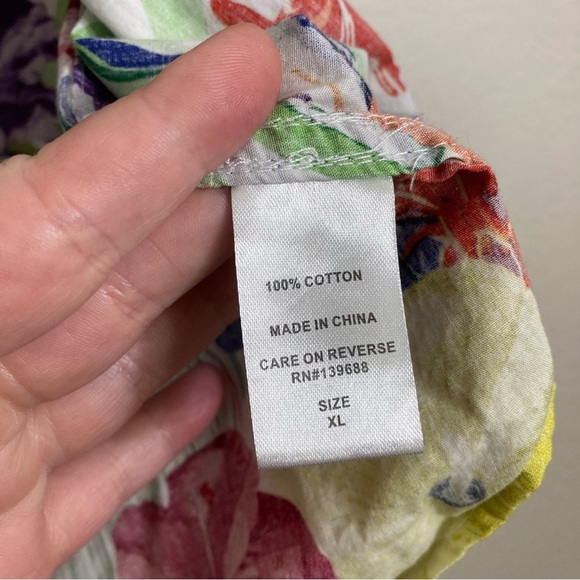 100% COTTON
MADE IN CHINA
CARE ON REVERSE
RN#139688
SIZE
XL